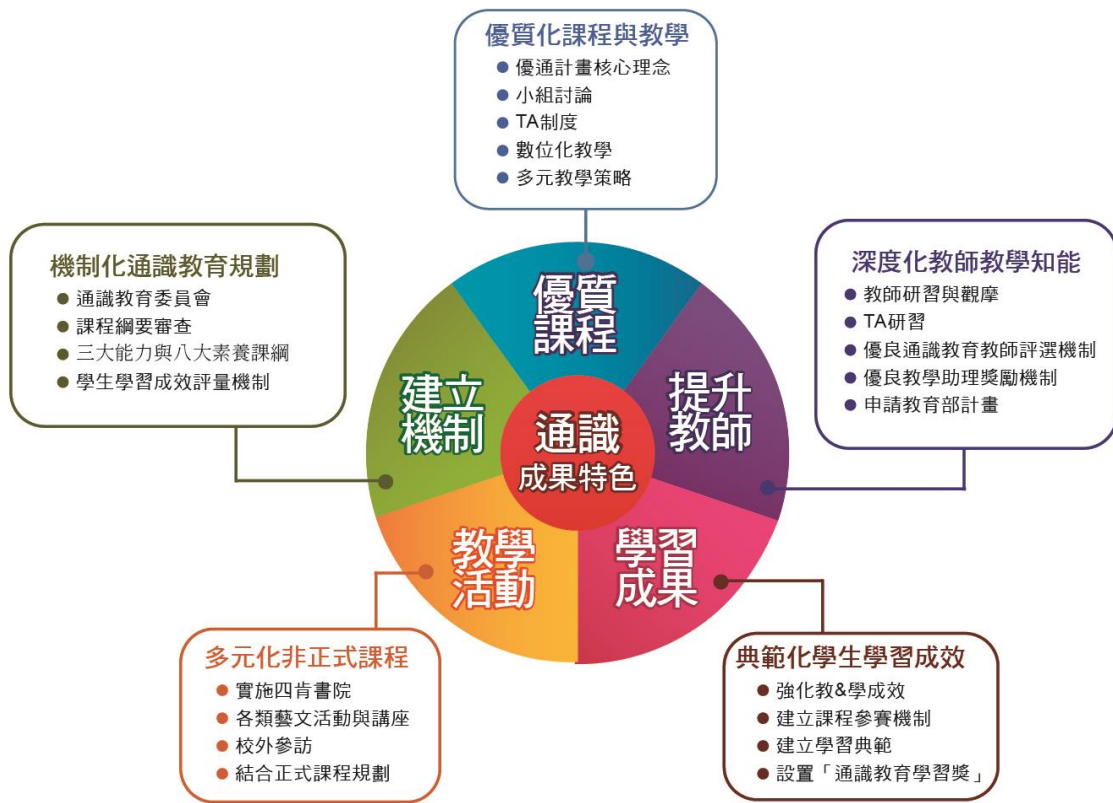 優質化課程與教學
● 優通計畫核心理念
● 小組討論
● TA制度
● 數位化教學
● 多元教學策略
機制化通識教育規劃
● 通識教育委員會
● 課程綱要審查
● 三大能力與八大素養課綱
● 學生學習成效評量機制
深度化教師教學知能
● 教師研習與觀摩
● TA研習
● 優良通識教育教師評選機制
● 優良教學助理獎勵機制
● 申請教育部計畫
優質
課程
建立
機制
提升
教師
通識
成果特色
教學
活動
學習
成果
多元化非正式課程
● 實施四肯書院
● 各類藝文活動與講座
● 校外參訪
● 結合正式課程規劃
典範化學生學習成效
● 強化教&學成效
● 建立課程參賽機制
● 建立學習典範
● 設置「通識教育學習獎」